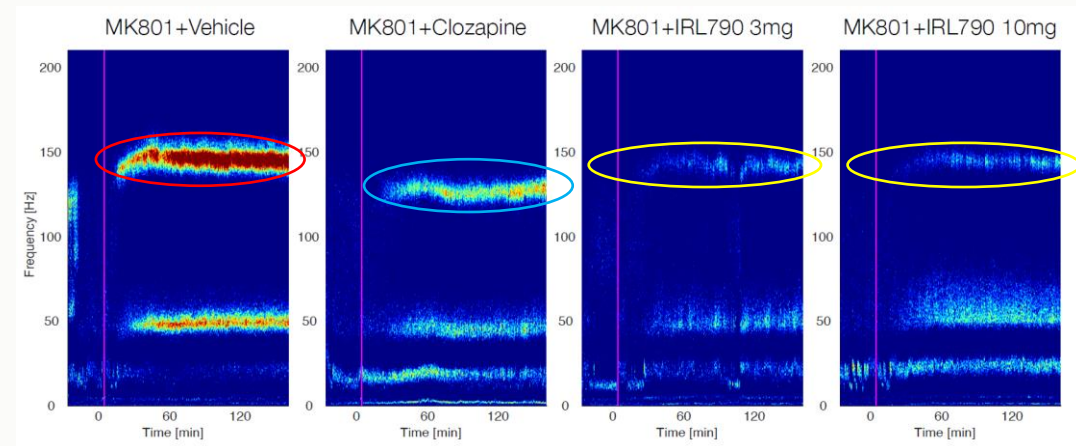 MK801+Vehicle MK801+Clozapine MK801+IRL790 3mg MK801+IRL790 10mg
200 200 200 200
150 150 150 150
100 100 100 100
50 50 50 50
0 0 0 0
Frequency [Hz]
0 60 120 0 60 120 0 60 120 0 60 120
Time [min] Time [min] Time [min] Time [min]